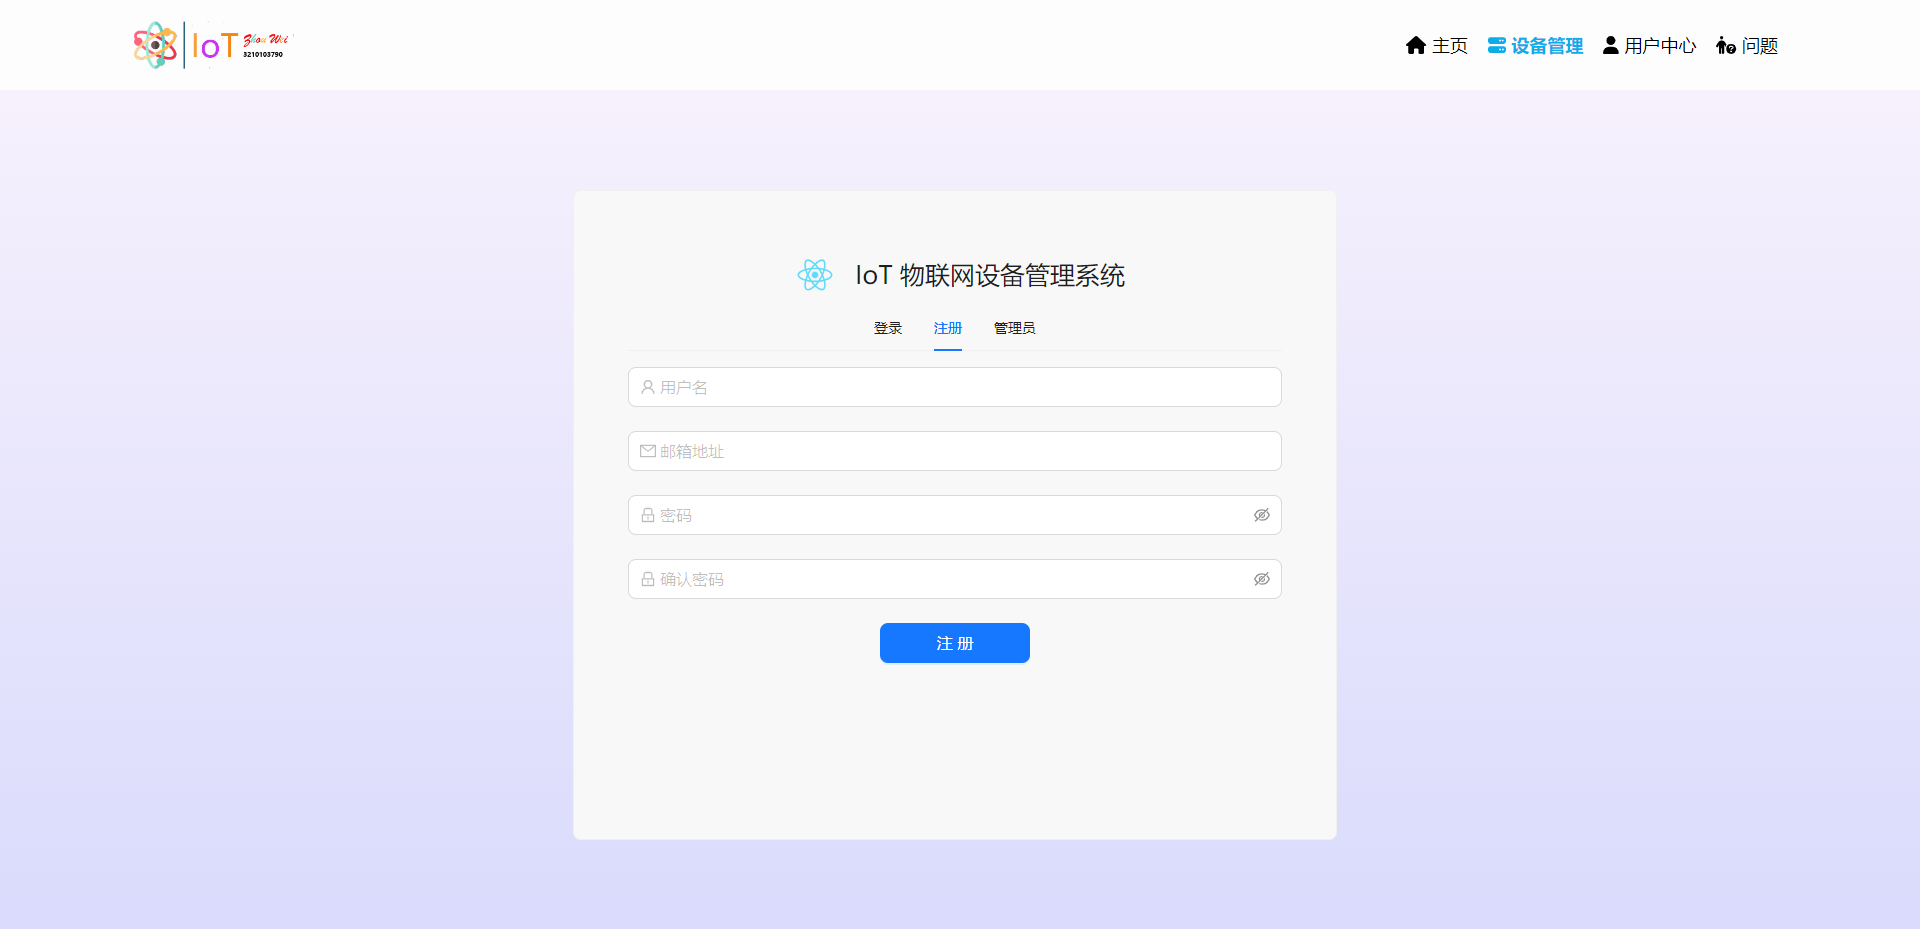 IoT Zhou Wei
3210103790
主页 设备管理 用户中心 问题
IoT 物联网设备管理系统
登录 注册 管理员
用户名
邮箱地址
密码
确认密码
注 册